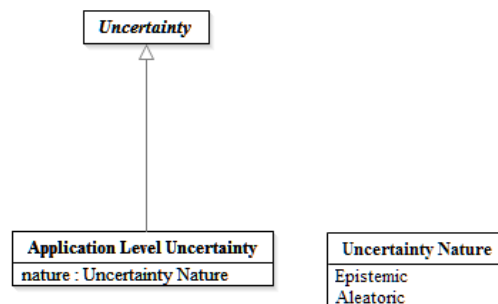 Uncertainty
Application Level Uncertainty
nature : Uncertainty Nature
Uncertainty Nature
Epistemic
Aleatoric